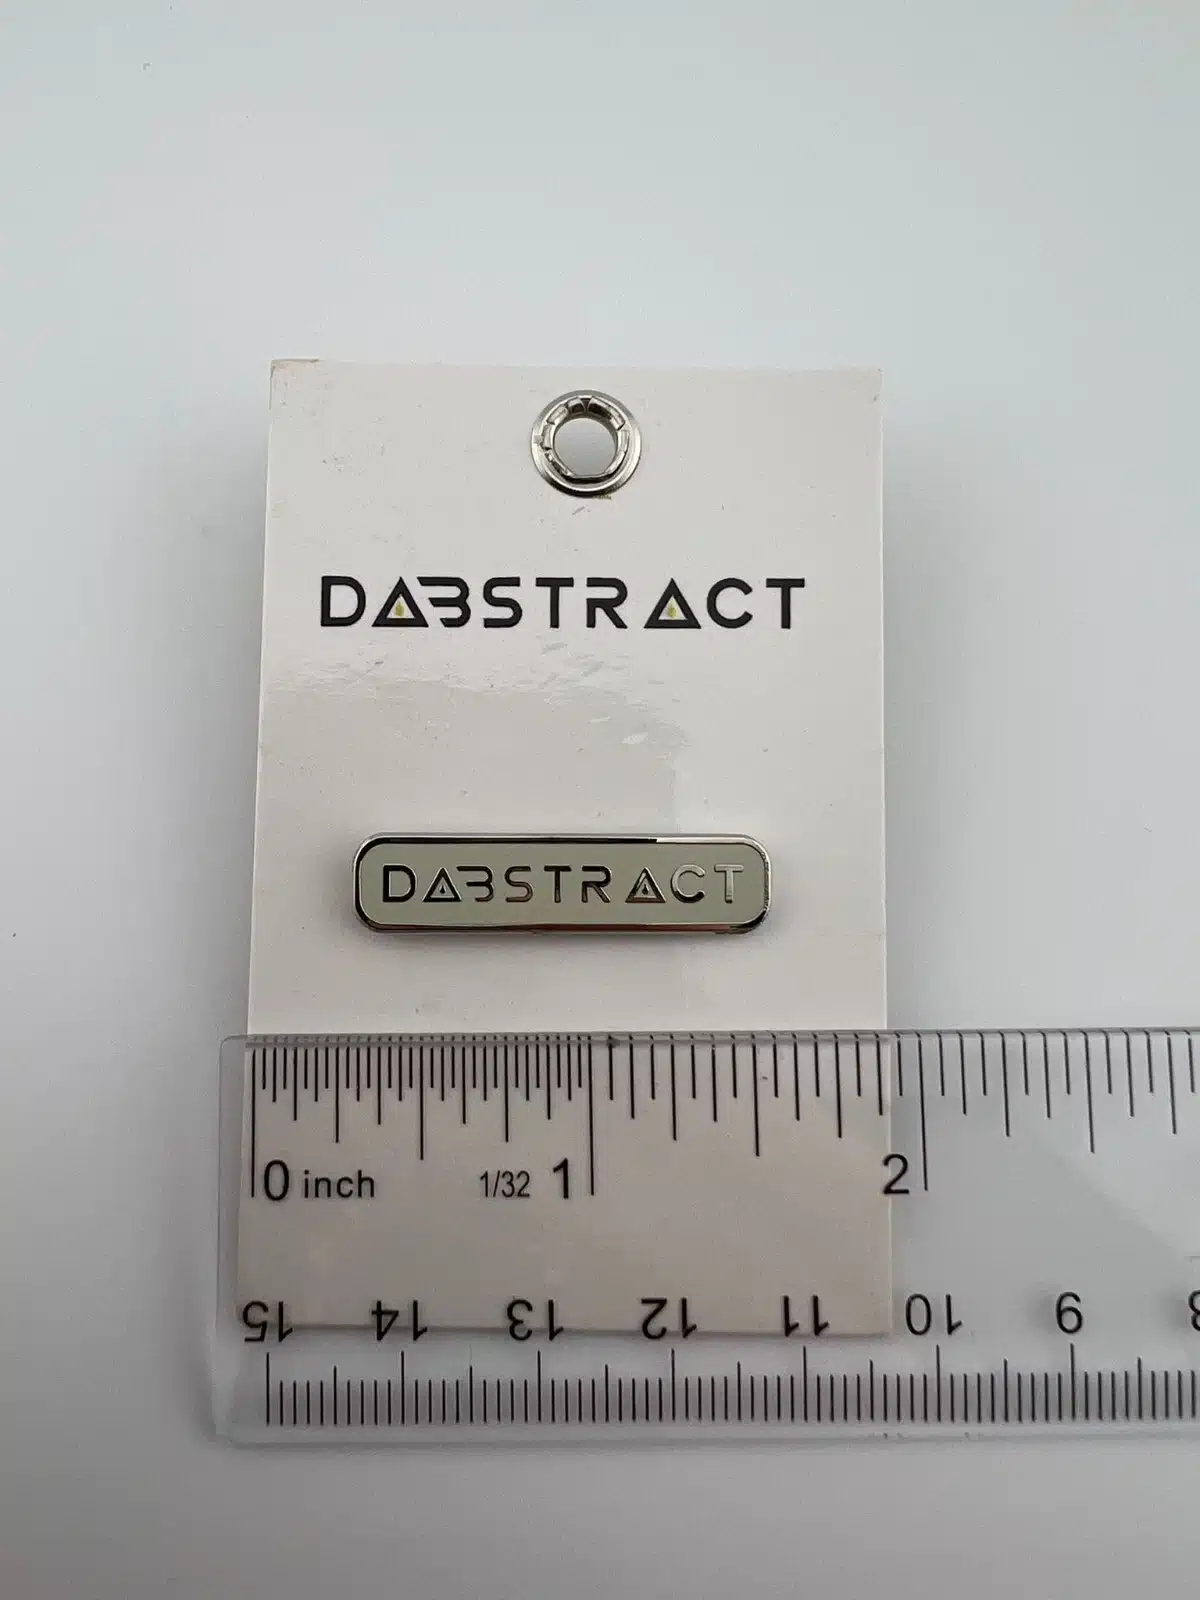 DABSTRACT
DABSTRACT
0 inch 1/32 1 2
15 14 13 12 11 10 9 8